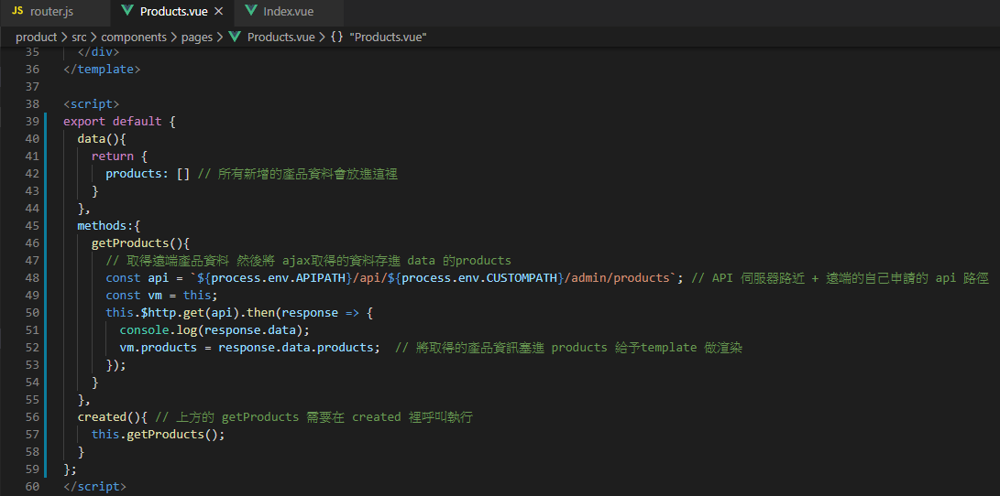 JS router.js Products.vue × Index.vue
product > src > components > pages > Products.vue > {} "Products.vue"
35 </div>
36 </template>
37
38 <script>
39 export default {
40 data(){
41 return {
42 products: [] // 所有新增的產品資料會放進這裡
43 }
44 },
45 methods:{
46 getProducts(){
47 // 取得遠端產品資料 然後將 ajax取得的資料存進 data 的products
48 const api = `${process.env.APIPATH}/api/${process.env.CUSTOMPATH}/admin/products`; // API 伺服器路近 + 遠端的自己申請的 api 路徑
49 const vm = this;
50 this.$http.get(api).then(response => {
51 console.log(response.data);
52 vm.products = response.data.products; // 將取得的產品資訊塞進 products 給予template 做渲染
53 });
54 }
55 },
56 created(){ // 上方的 getProducts 需要在 created 裡呼叫執行
57 this.getProducts();
58 }
59 };
60 </script>